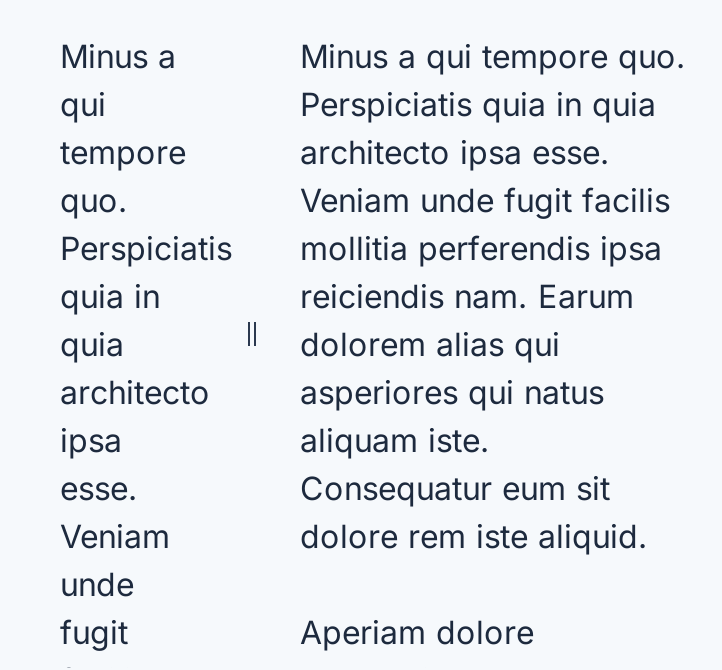 Minus a
qui
tempore
quo.
Perspiciatis
quia in
quia
architecto
ipsa
esse.
Veniam
unde
fugit
Minus a qui tempore quo.
Perspiciatis quia in quia
architecto ipsa esse.
Veniam unde fugit facilis
mollitia perferendis ipsa
reiciendis nam. Earum
dolorem alias qui
asperiores qui natus
aliquam iste.
Consequatur eum sit
dolore rem iste aliquid.
Aperiam dolore